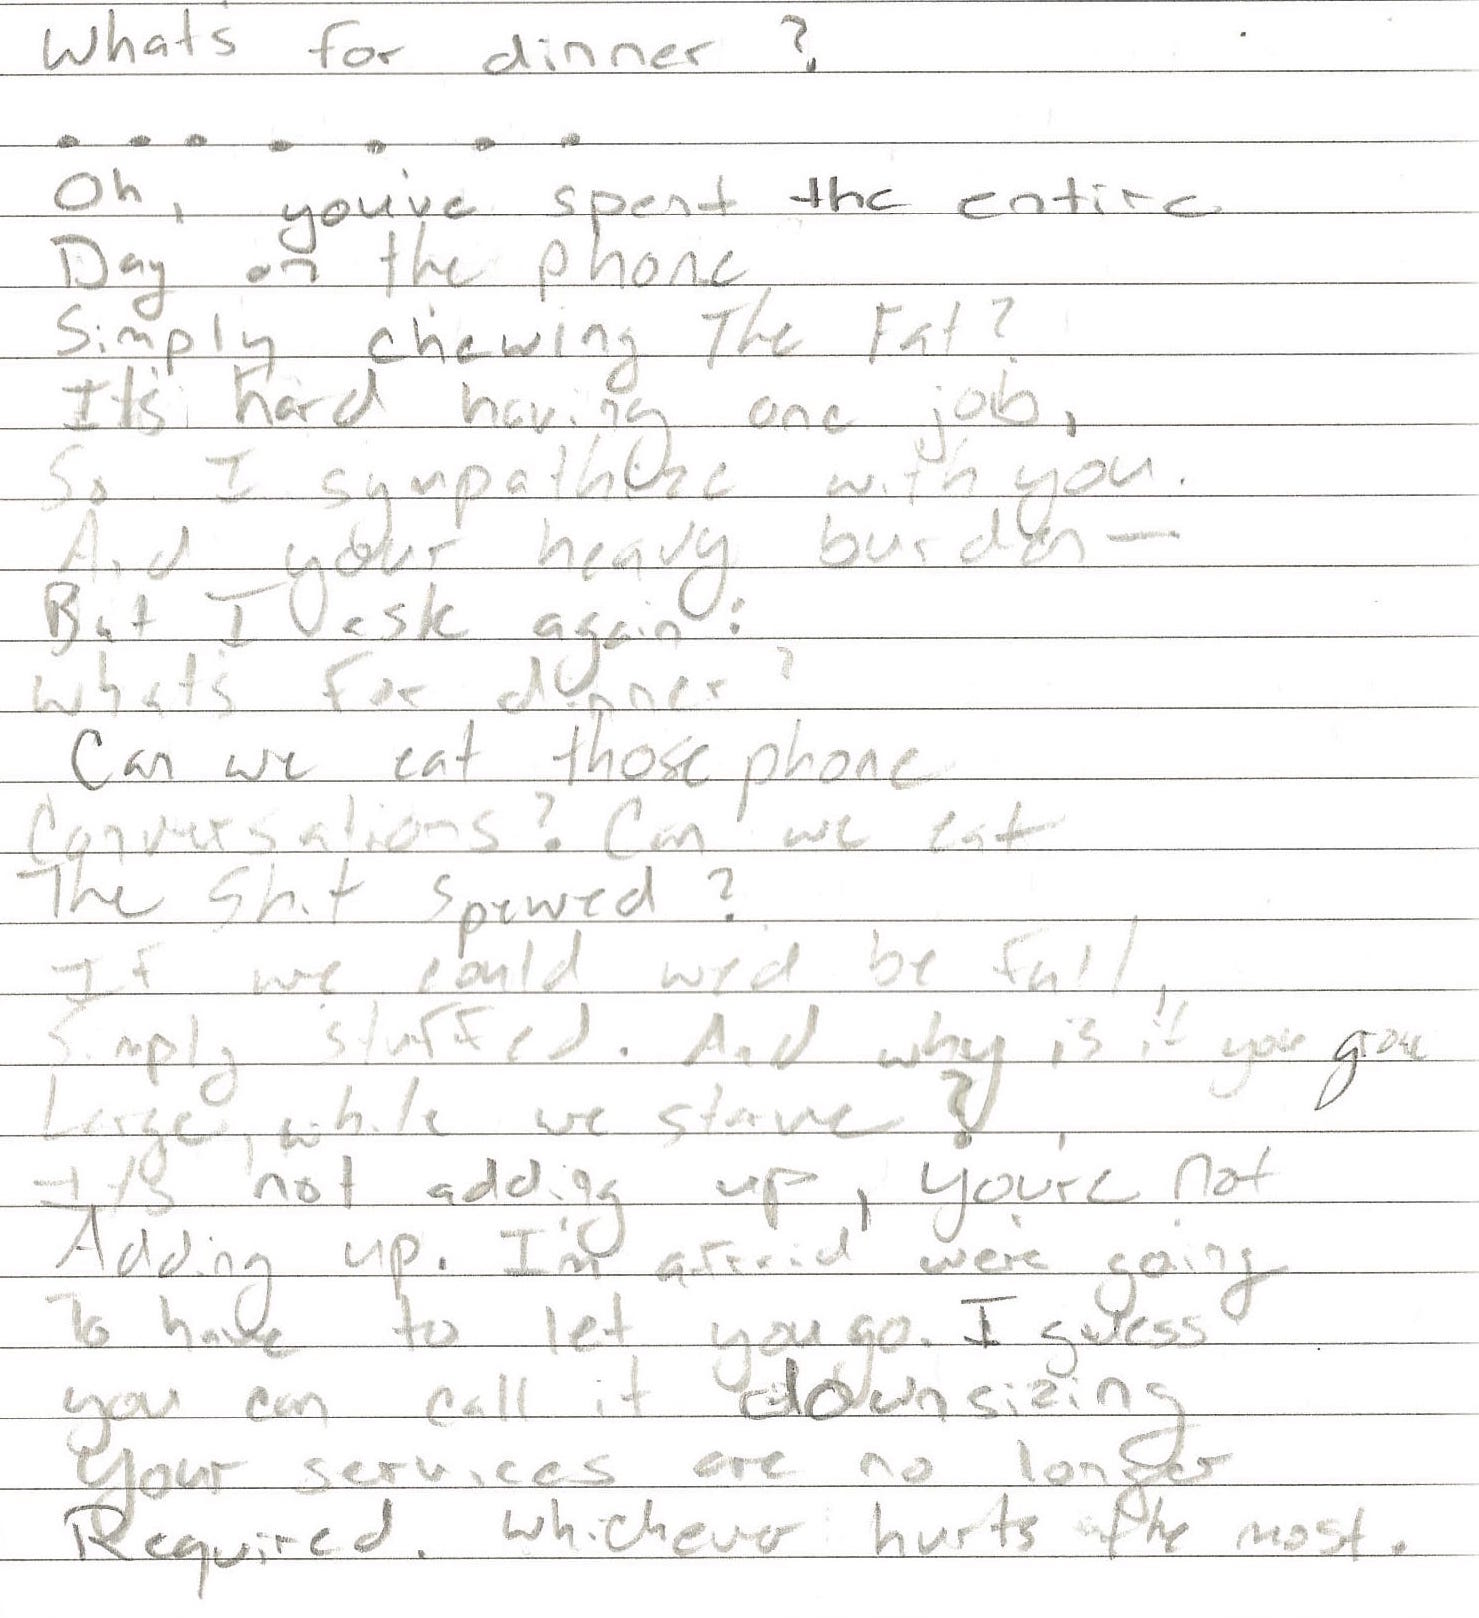 Whats for dinner?
. . . . . . .
Oh, you've spent the entire
Day on the phone,
Simply chewing The Fat?
It's hard having one job,
So I sympathize with you.
And your heavy burden—
But I ask again:
Whats For dinner?
Can we eat those phone
Conversations? Can we eat
The Shit spewed?
If we could we'd be full,
Simply stuffed. And why is it you grow
Large, while we starve?
It's not adding up, you're not
Adding up. I'm afraid we're going
To have to let you go. I guess
you can call it downsizing
Your services are no longer
Required. Whichever hurts the most.